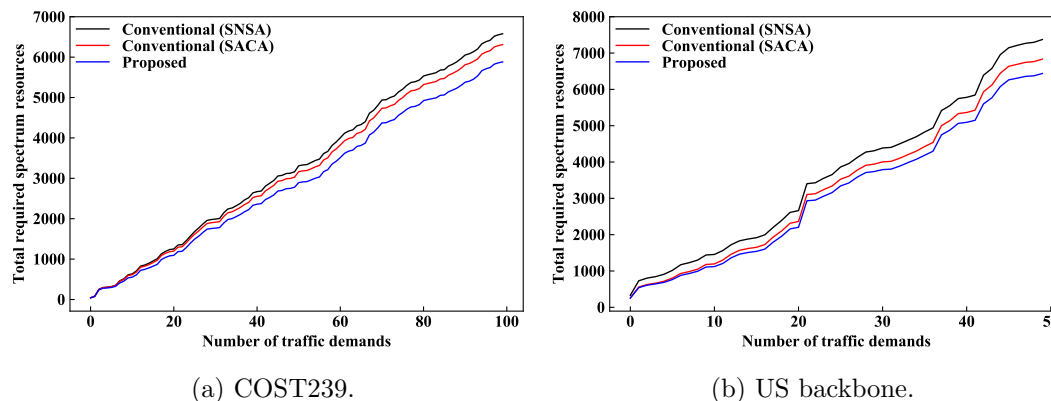 7000
6000
5000
4000
3000
2000
1000
0
Total required spectrum resources
Conventional (SNSA)
Conventional (SACA)
Proposed
0 20 40 60 80 100
Number of traffic demands
(a) COST239.
8000
7000
6000
5000
4000
3000
2000
1000
0
Total required spectrum resources
Conventional (SNSA)
Conventional (SACA)
Proposed
0 10 20 30 40 5
Number of traffic demands
(b) US backbone.